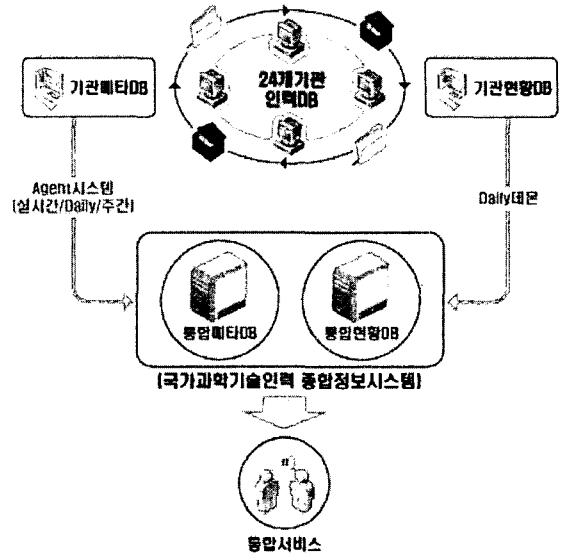 24개기관
인력DB
기관메타DB
기관현황DB
Agent시스템
(실시간/Daily/주간)
Daily데몬
통합메타DB
통합현황DB
(국가과학기술인력 종합정보시스템)
통합서비스